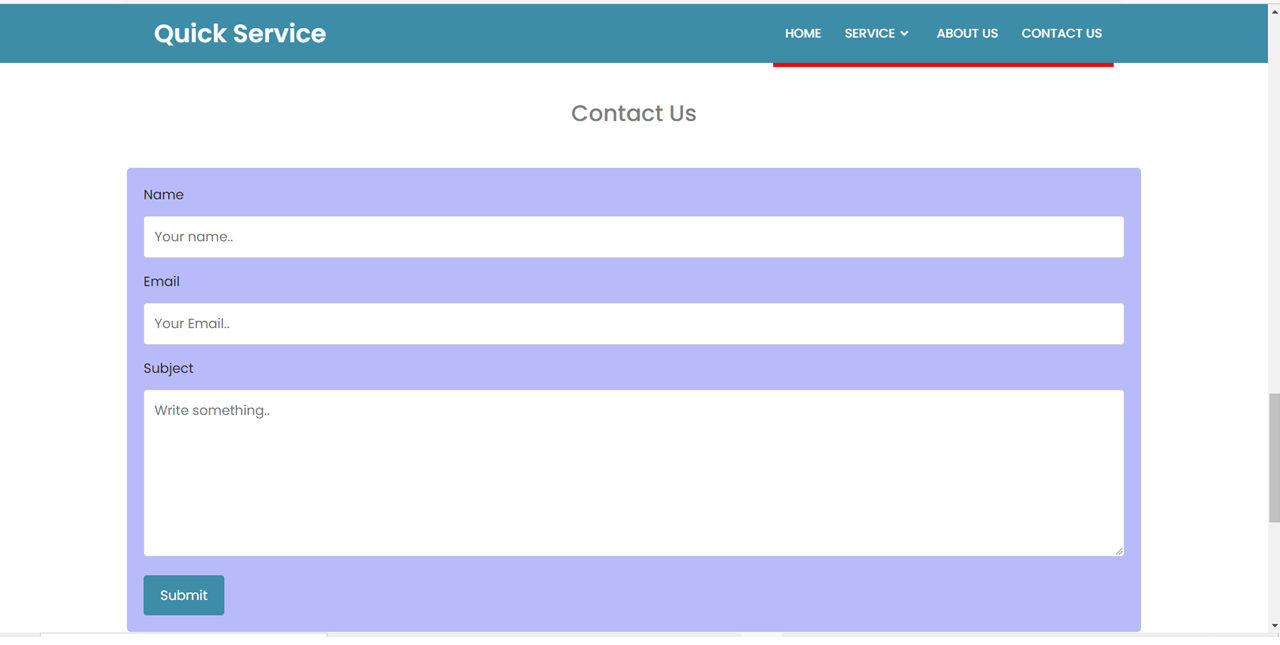 Quick Service
HOME SERVICE ABOUT US CONTACT US
Contact Us
Name
Your name..
Email
Your Email..
Subject
Write something..
Submit